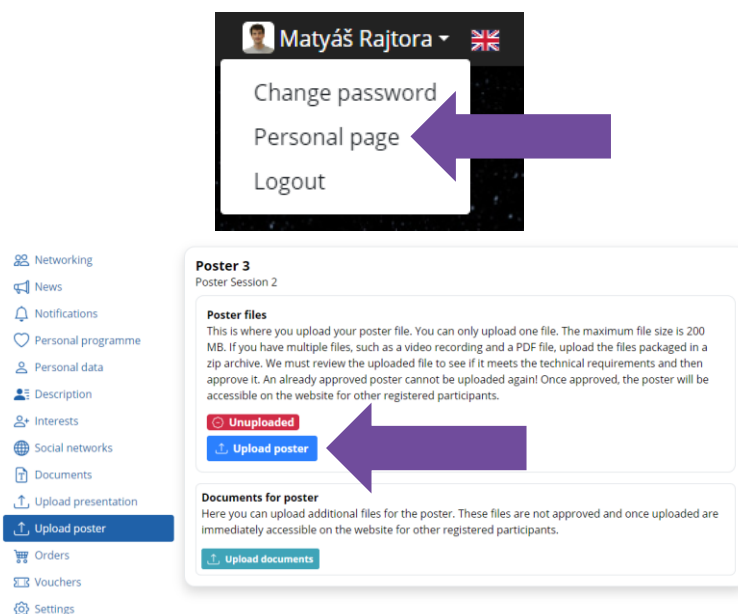 Matyáš Rajtora
Change password
Personal page
Logout
Networking
News
Notifications
Personal programme
Personal data
Description
Interests
Social networks
Documents
Upload presentation
Upload poster
Orders
Vouchers
Settings
Poster 3
Poster Session 2
Poster files
This is where you upload your poster file. You can only upload one file. The maximum file size is 200
MB. If you have multiple files, such as a video recording and a PDF file, upload the files packaged in a
zip archive. We must review the uploaded file to see if it meets the technical requirements and then
approve it. An already approved poster cannot be uploaded again! Once approved, the poster will be
accessible on the website for other registered participants.
Unuploaded
Upload poster
Documents for poster
Here you can upload additional files for the poster. These files are not approved and once uploaded are
immediately accessible on the website for other registered participants.
Upload documents